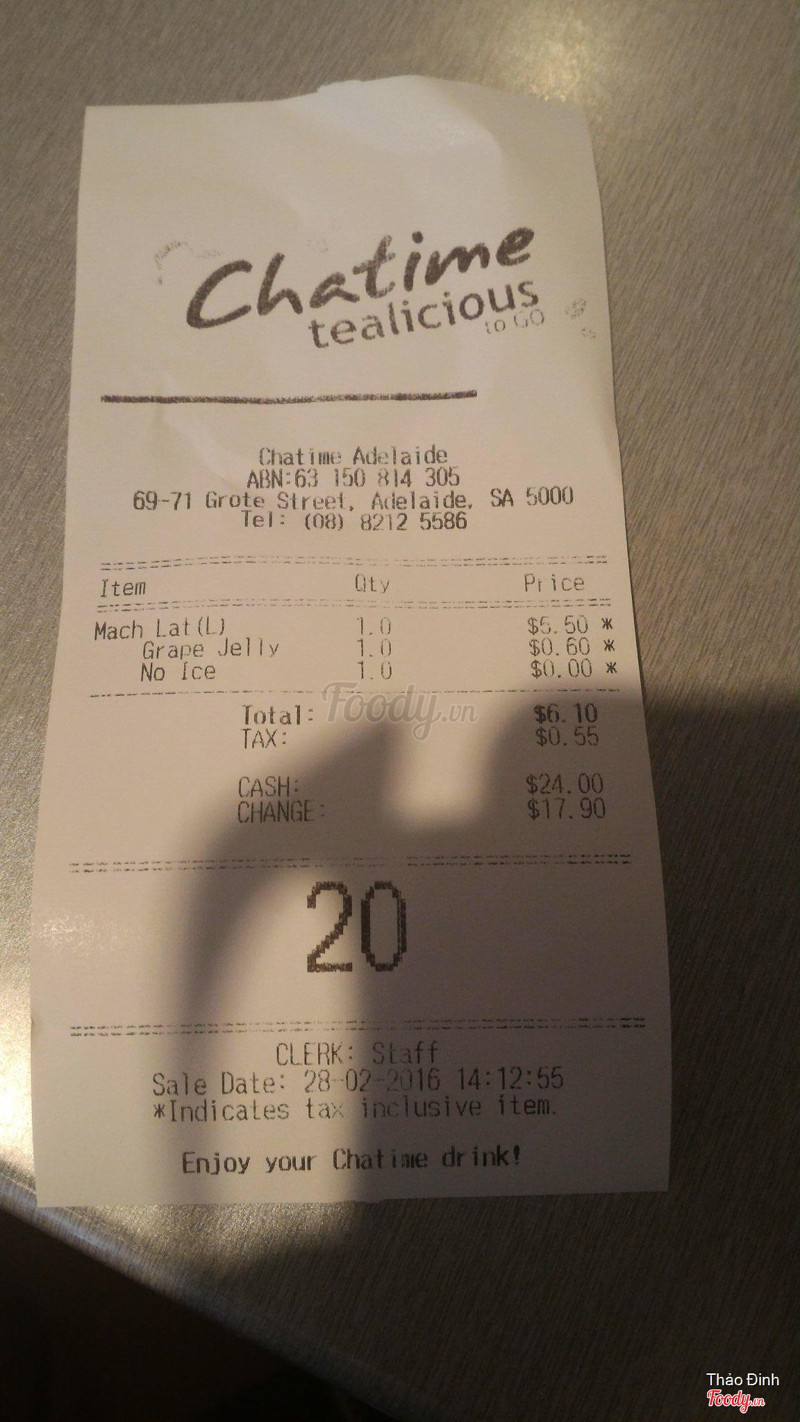 Chatime
tealicious
to GO
Chatime Adelaide
ABN:63 150 814 305
69-71 Grote Street, Adelaide, SA 5000
Tel: (08) 8212 5586
Item Qty Price
Mach Lat(L) 1.0 $5.50 *
Grape Jelly 1.0 $0.60 *
No Ice 1.0 $0.00 *
Foody.vn
Total: $6.10
TAX: $0.55
CASH: $24.00
CHANGE: $17.90
20
CLERK: Staff
Sale Date: 28-02-2016 14:12:55
*Indicates tax inclusive item.
Enjoy your Chatime drink!
Thảo Đinh
Foody.vn